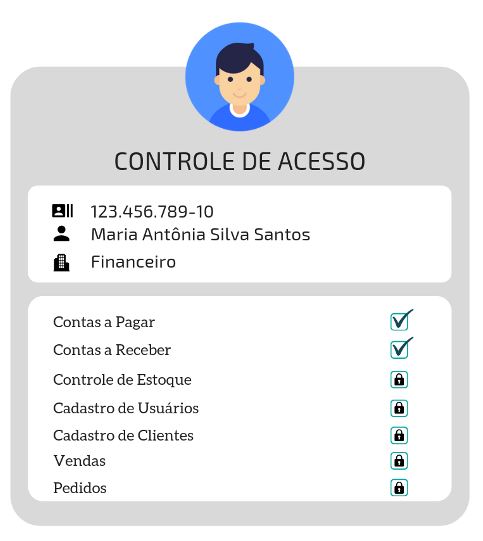 CONTROLE DE ACESSO
123.456.789-10
Maria Antônia Silva Santos
Financeiro
Contas a Pagar
Contas a Receber
Controle de Estoque
Cadastro de Usuários
Cadastro de Clientes
Vendas
Pedidos